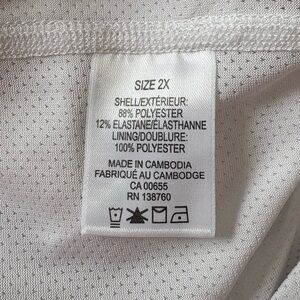 SIZE 2X
SHELL/EXTÉRIEUR:
88% POLYESTER
12% ELASTANE/ÉLASTHANNE
LINING/DOUBLURE:
100% POLYESTER
MADE IN CAMBODIA
FABRIQUÉ AU CAMBODGE
CA 00655
RN 138760